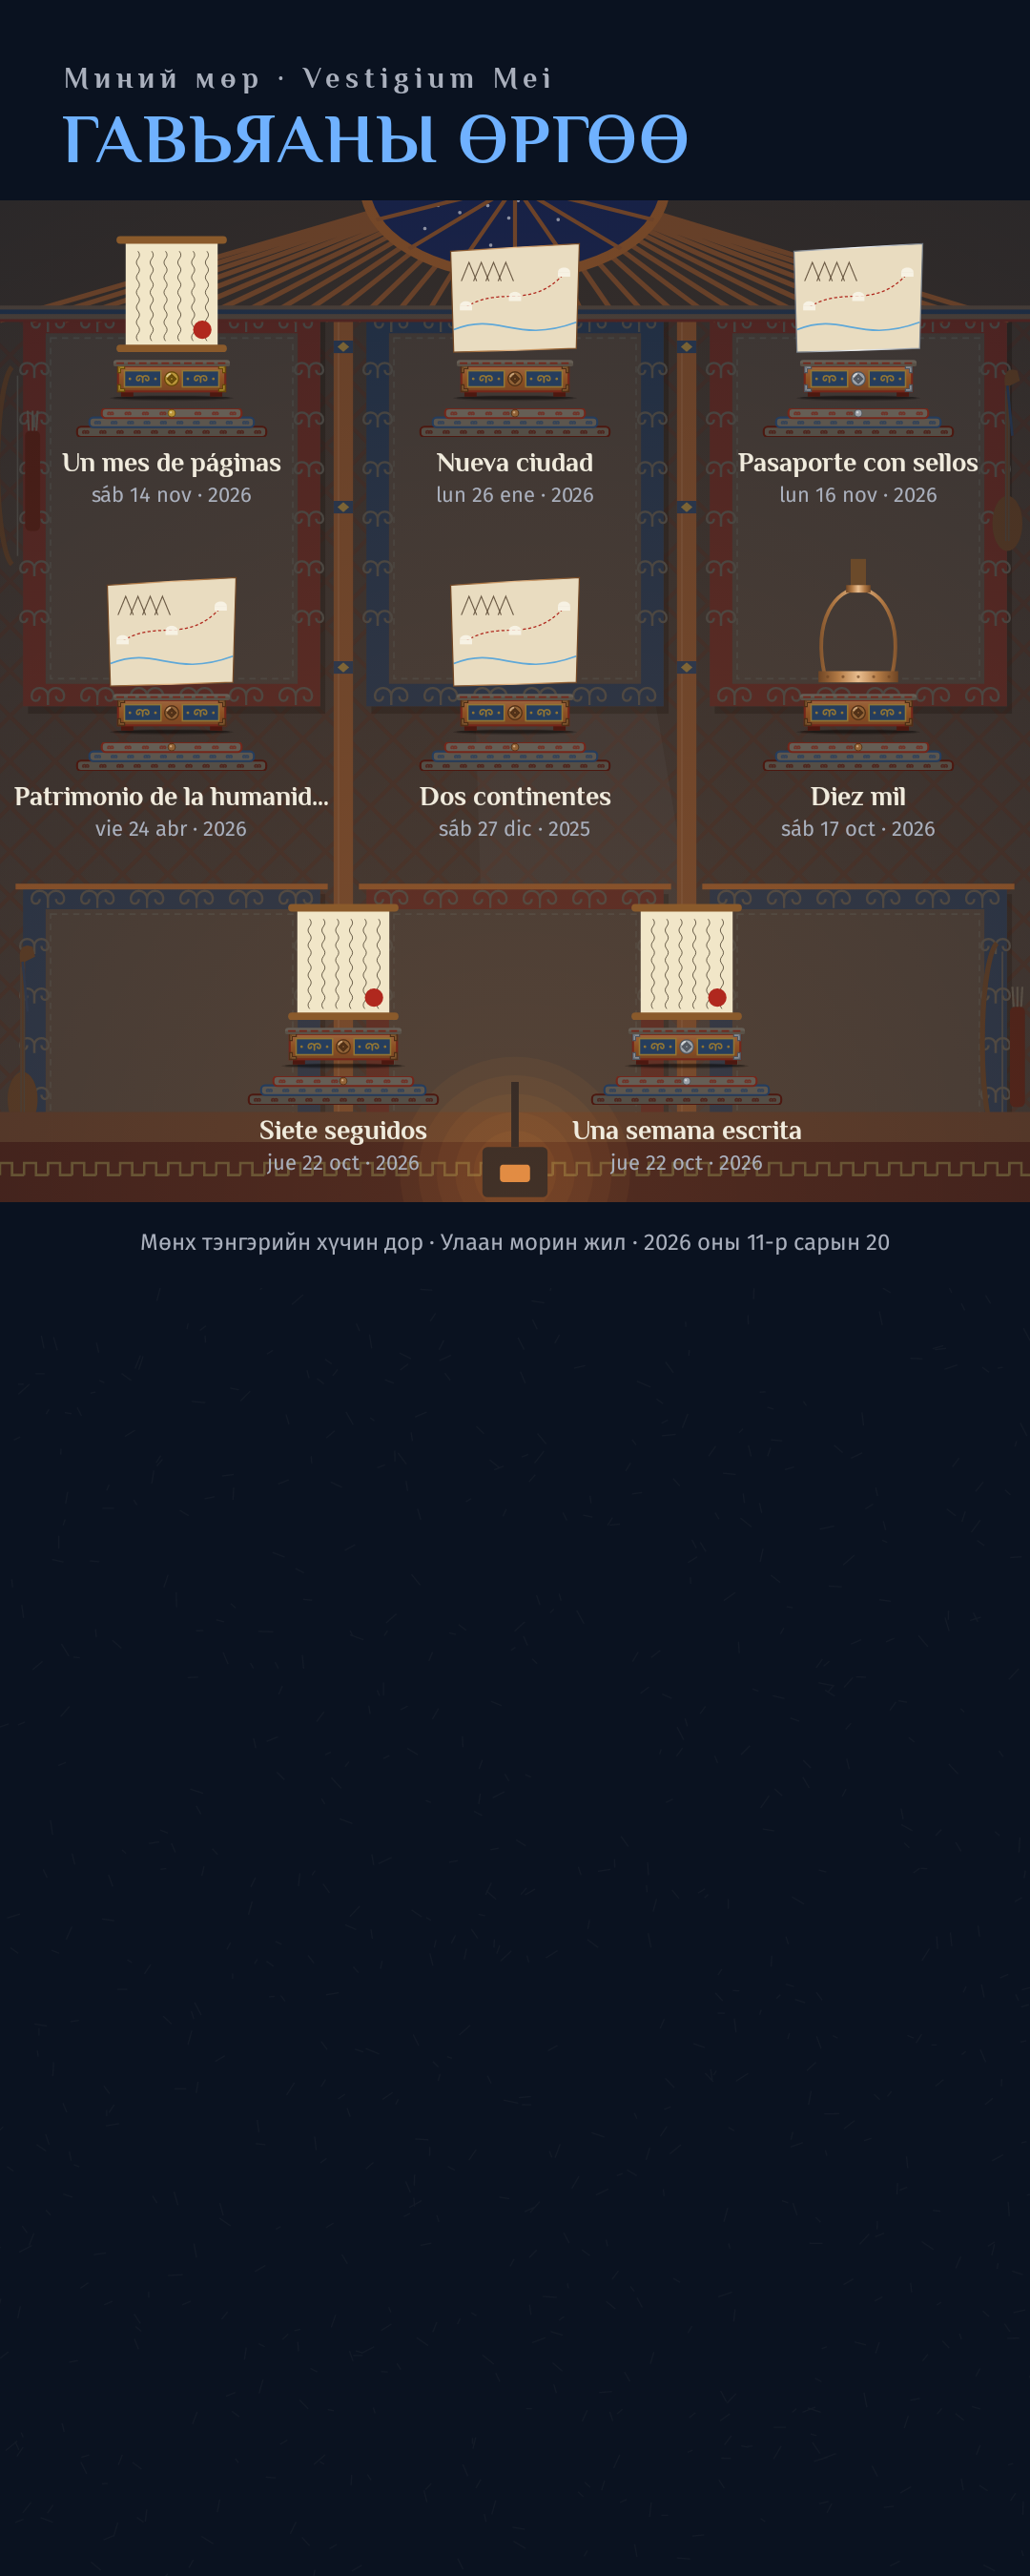 Миний мөр · Vestigium Mei
ГАВЬЯАНЫ ӨРГӨӨ
Un mes de páginas
sáb 14 nov · 2026
Nueva ciudad
lun 26 ene · 2026
Pasaporte con sellos
lun 16 nov · 2026
Patrimonio de la humanid...
vie 24 abr · 2026
Dos continentes
sáb 27 dic · 2025
Diez mil
sáb 17 oct · 2026
Siete seguidos
jue 22 oct · 2026
Una semana escrita
jue 22 oct · 2026
Мөнх тэнгэрийн хүчин дор · Улаан морин жил · 2026 оны 11-р сарын 20